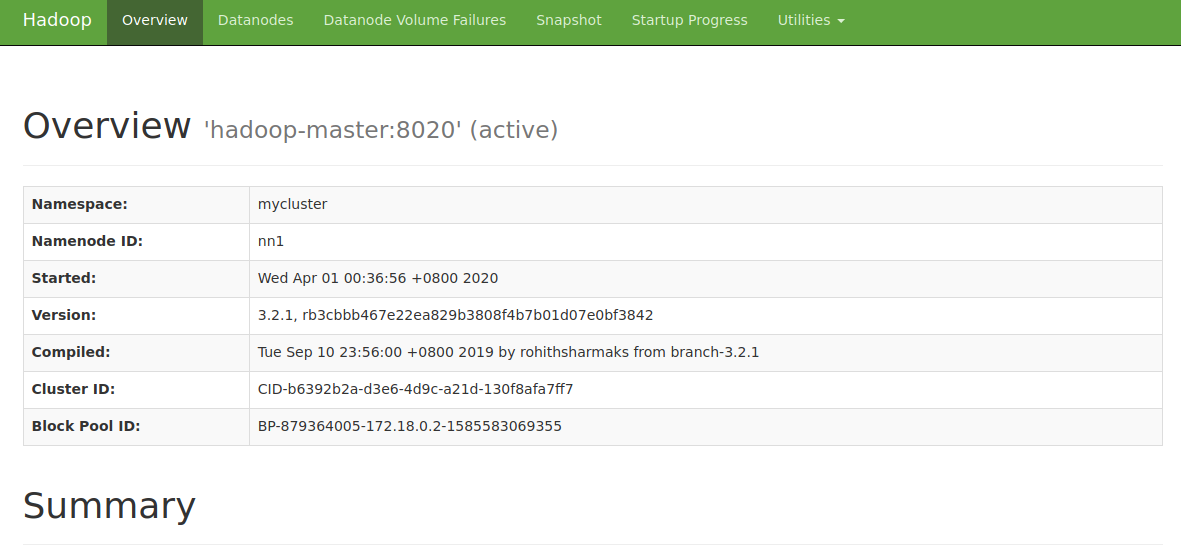 Hadoop Overview Datanodes Datanode Volume Failures Snapshot Startup Progress Utilities
Overview 'hadoop-master:8020' (active)
Namespace: mycluster
Namenode ID: nn1
Started: Wed Apr 01 00:36:56 +0800 2020
Version: 3.2.1, rb3cbbb467e22ea829b3808f4b7b01d07e0bf3842
Compiled: Tue Sep 10 23:56:00 +0800 2019 by rohithsharmaks from branch-3.2.1
Cluster ID: CID-b6392b2a-d3e6-4d9c-a21d-130f8afa7ff7
Block Pool ID: BP-879364005-172.18.0.2-1585583069355
Summary